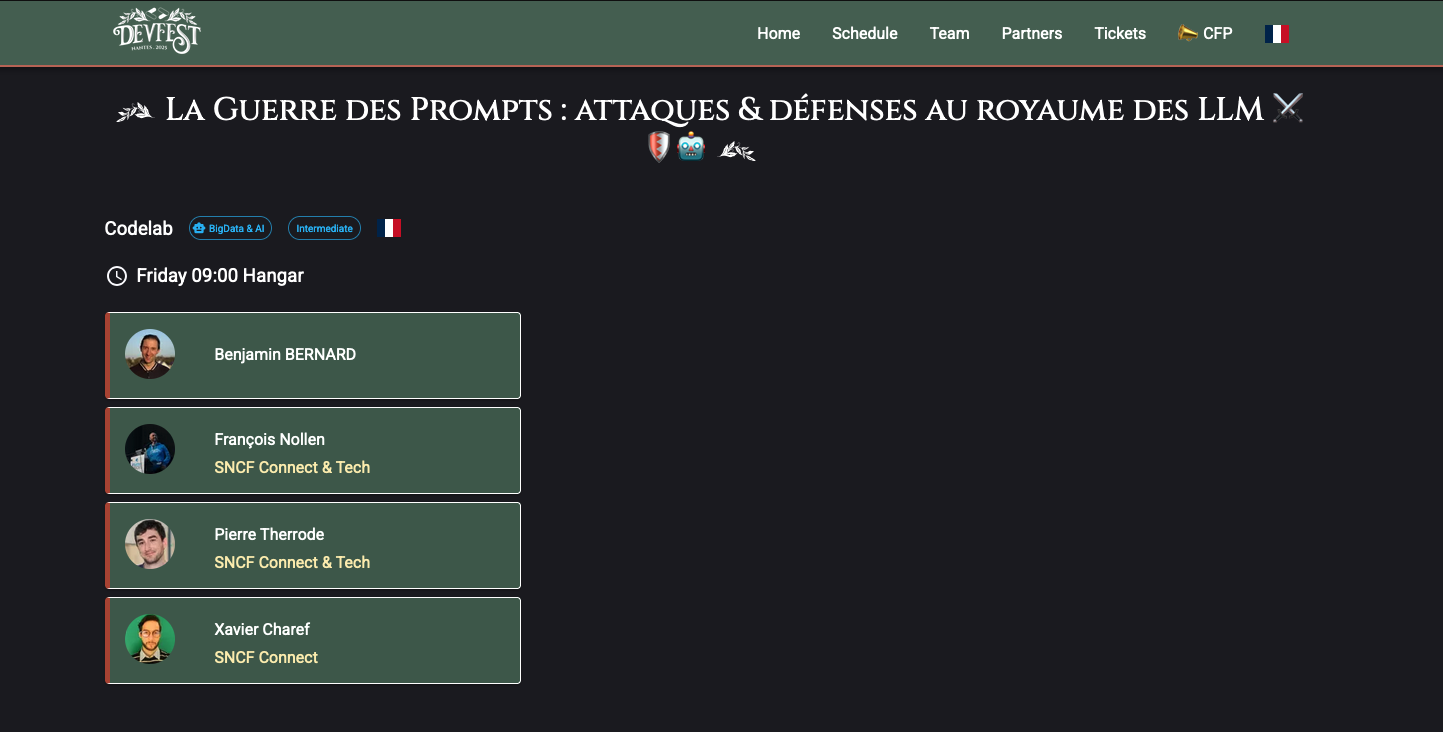 DEVFEST
NANTES . 2025
Home Schedule Team Partners Tickets CFP
La Guerre des Prompts : attaques & défenses au royaume des LLM
Codelab BigData & AI Intermediate
Friday 09:00 Hangar
Benjamin BERNARD
François Nollen
SNCF Connect & Tech
Pierre Therrode
SNCF Connect & Tech
Xavier Charef
SNCF Connect